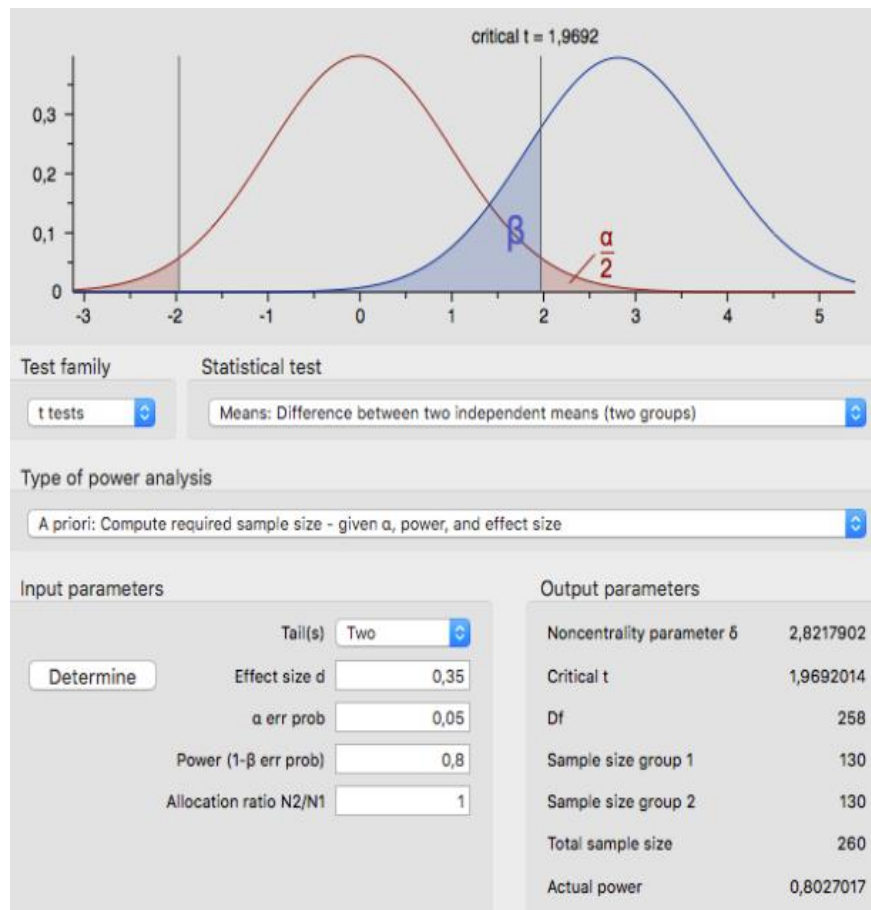 critical t = 1,9692
0,3
0,2
0,1
0
β
α
2
-3 -2 -1 0 1 2 3 4 5
Test family Statistical test
t tests Means: Difference between two independent means (two groups)
Type of power analysis
A priori: Compute required sample size - given α, power, and effect size
Input parameters Output parameters
Tail(s) Two Noncentrality parameter δ 2,8217902
Determine Effect size d 0,35 Critical t 1,9692014
α err prob 0,05 Df 258
Power (1-β err prob) 0,8 Sample size group 1 130
Allocation ratio N2/N1 1 Sample size group 2 130
Total sample size 260
Actual power 0,8027017